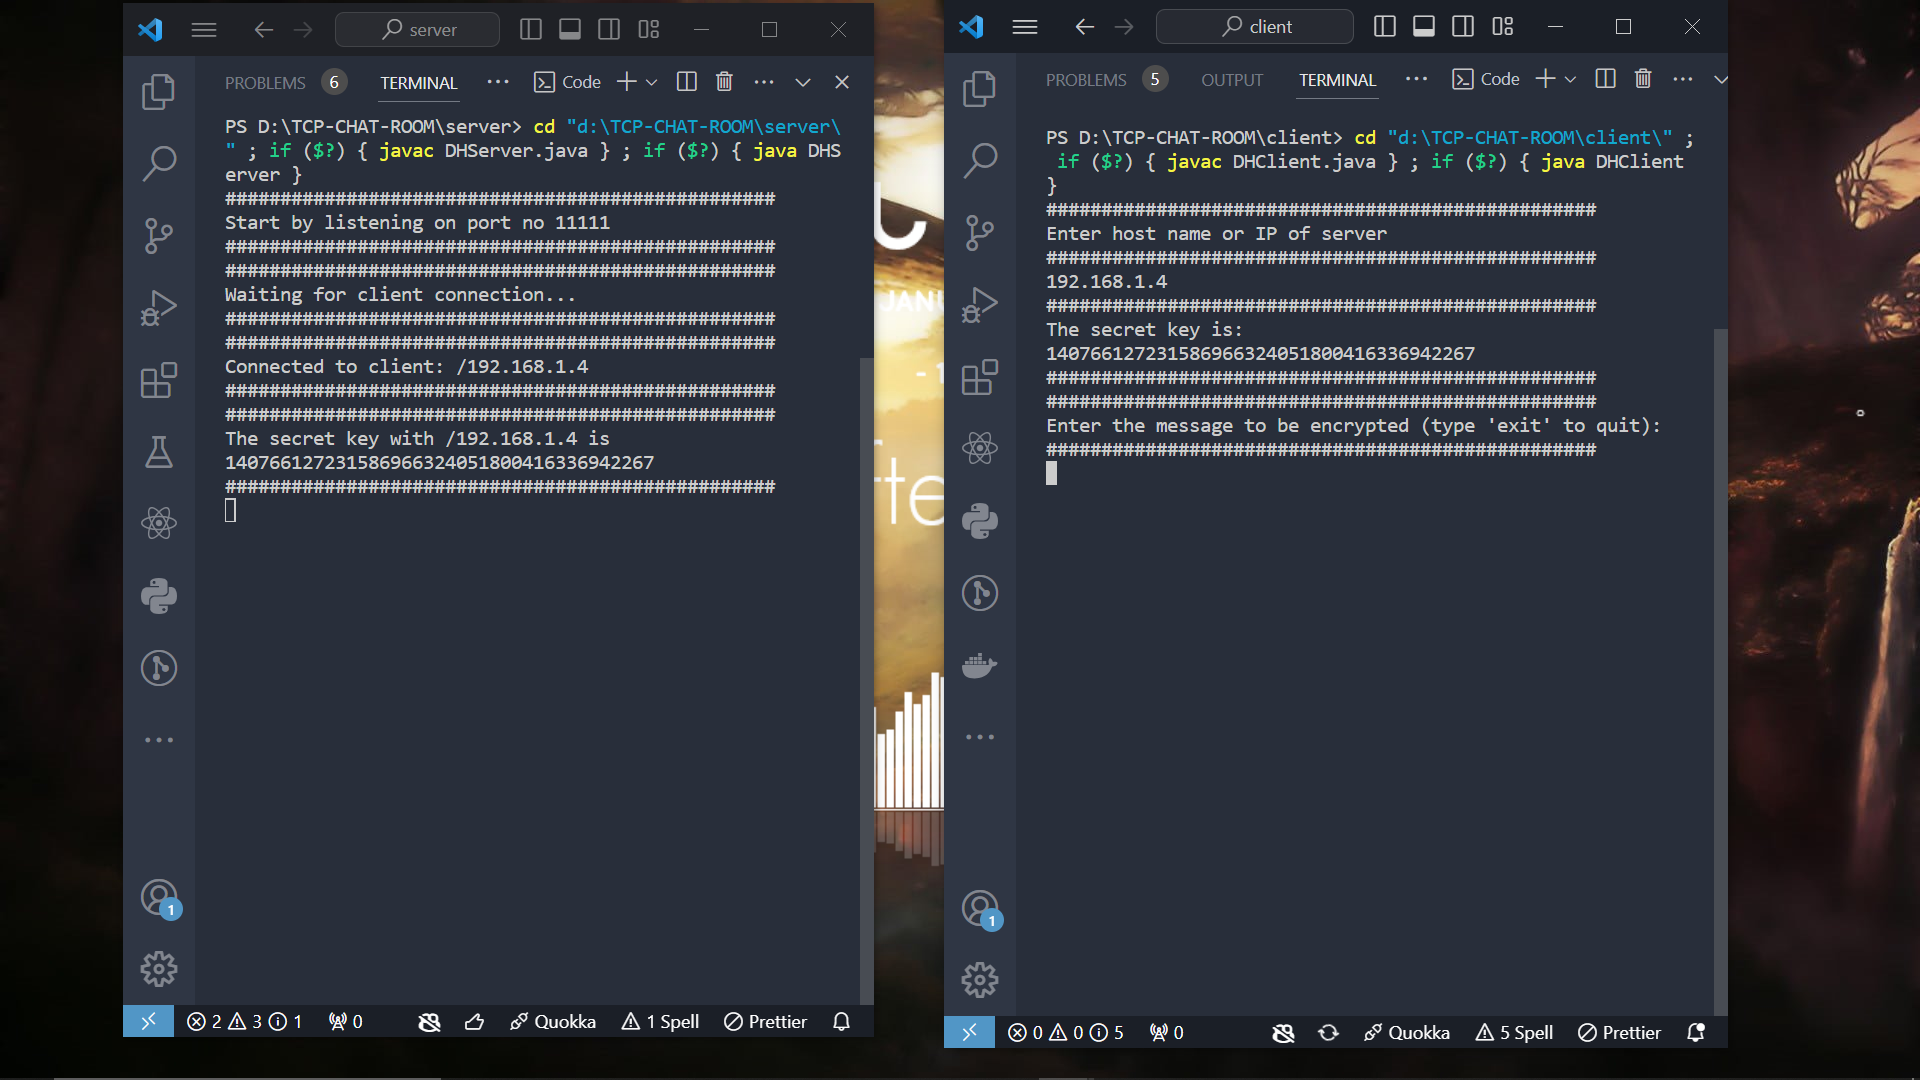 server
PROBLEMS 6 TERMINAL ... Code
PS D:\TCP-CHAT-ROOM\server> cd "d:\TCP-CHAT-ROOM\server\
" ; if ($?) { javac DHServer.java } ; if ($?) { java DHS
erver }
##################################################
Start by listening on port no 11111
##################################################
##################################################
Waiting for client connection...
##################################################
##################################################
Connected to client: /192.168.1.4
##################################################
##################################################
The secret key with /192.168.1.4 is
140766127231586966324051800416336942267
##################################################
1
2 3 1 0 Quokka 1 Spell Prettier
JANU
- 1
rte
client
PROBLEMS 5 OUTPUT TERMINAL ... Code
PS D:\TCP-CHAT-ROOM\client> cd "d:\TCP-CHAT-ROOM\client\" ;
if ($?) { javac DHClient.java } ; if ($?) { java DHClient
}
##################################################
Enter host name or IP of server
##################################################
192.168.1.4
##################################################
The secret key is:
140766127231586966324051800416336942267
##################################################
##################################################
Enter the message to be encrypted (type 'exit' to quit):
##################################################
1
0 0 5 0 Quokka 5 Spell Prettier